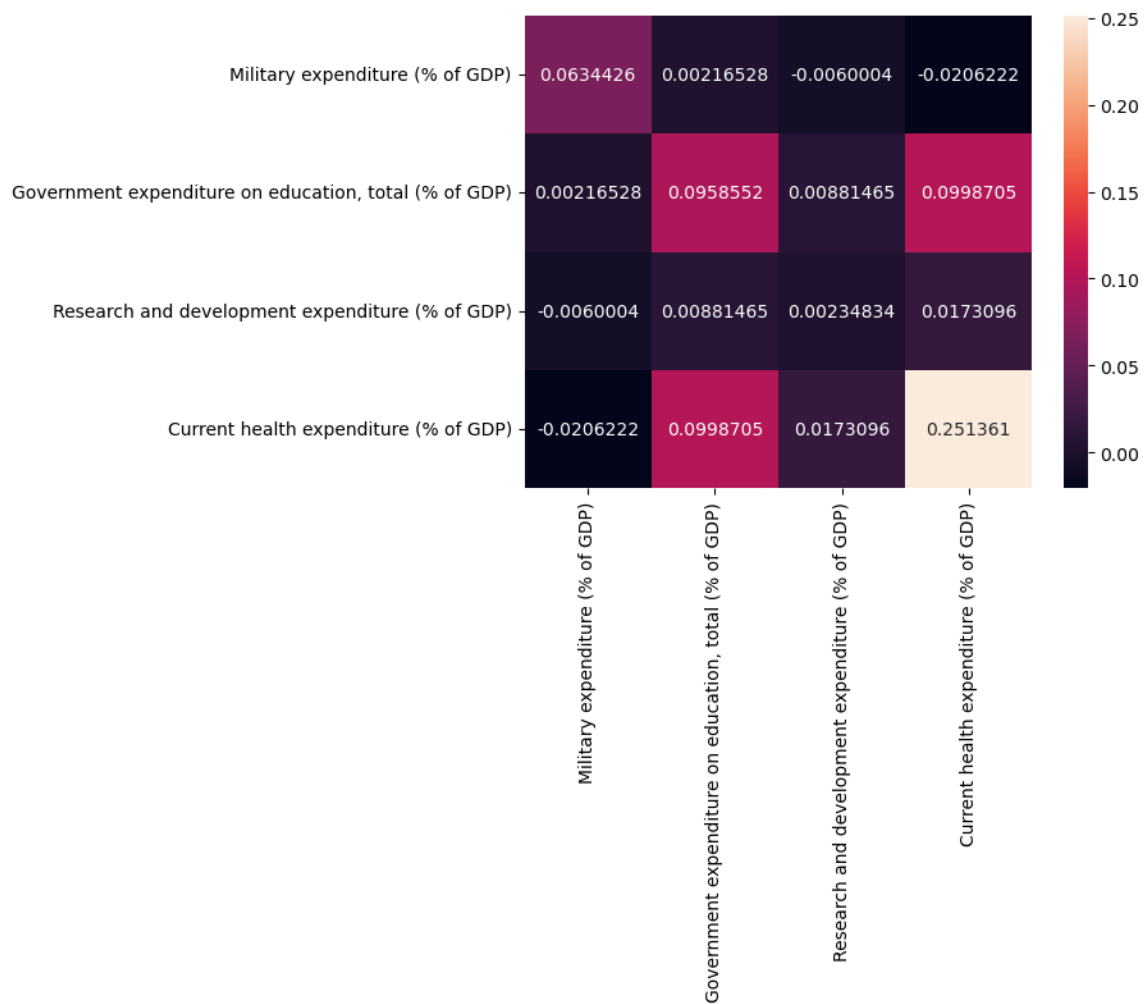 Military expenditure (% of GDP)
0.0634426 0.00216528 -0.0060004 -0.0206222
Government expenditure on education, total (% of GDP)
0.00216528 0.0958552 0.00881465 0.0998705
Research and development expenditure (% of GDP)
-0.0060004 0.00881465 0.00234834 0.0173096
Current health expenditure (% of GDP)
-0.0206222 0.0998705 0.0173096 0.251361
Military expenditure (% of GDP)
Government expenditure on education, total (% of GDP)
Research and development expenditure (% of GDP)
Current health expenditure (% of GDP)
0.25
0.20
0.15
0.10
0.05
0.00